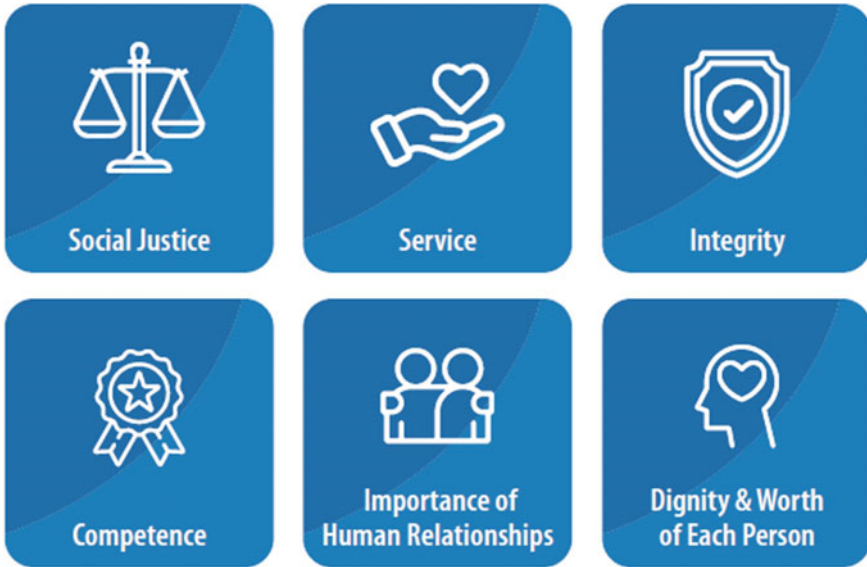 Social Justice
Service
Integrity
Competence
Importance of
Human Relationships
Dignity & Worth
of Each Person